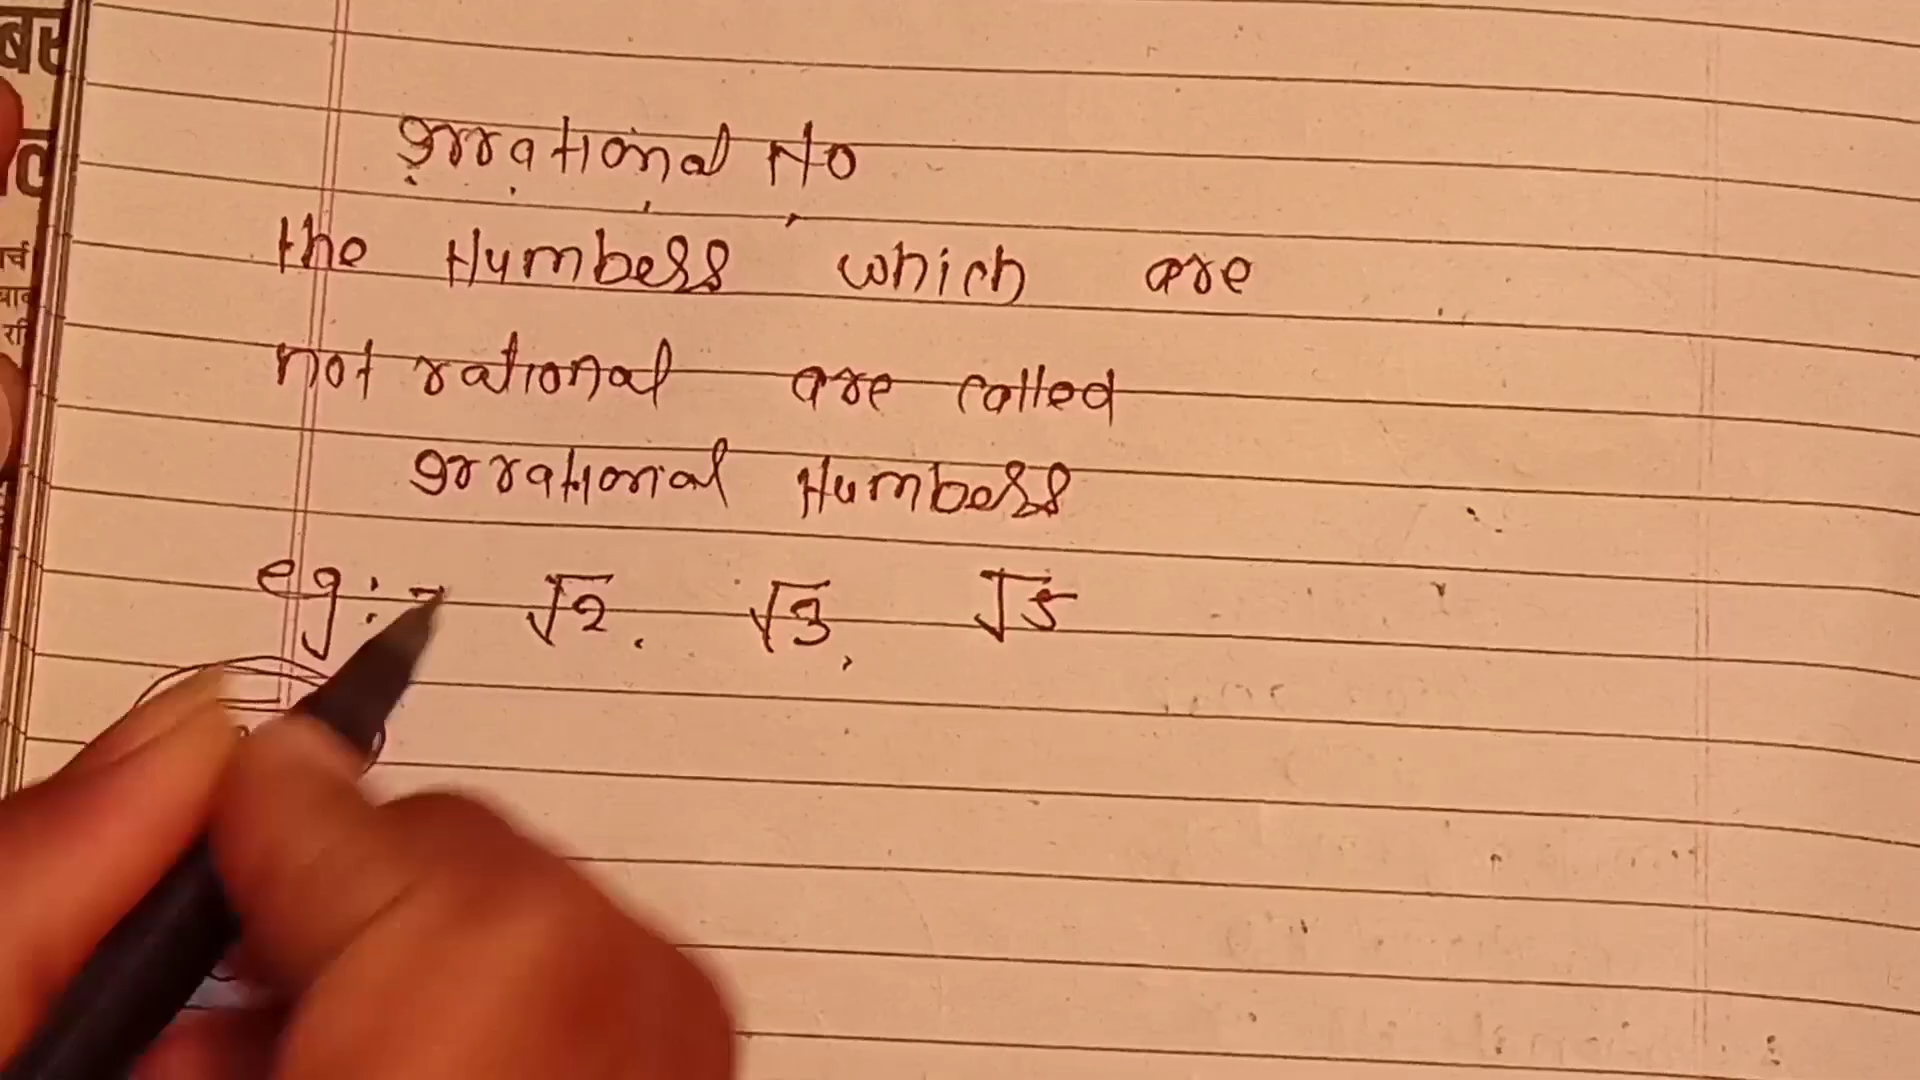 Irrational No
the Numbers which are
not rational are called
Irrational Numbers
eg:- √2, √3, √5